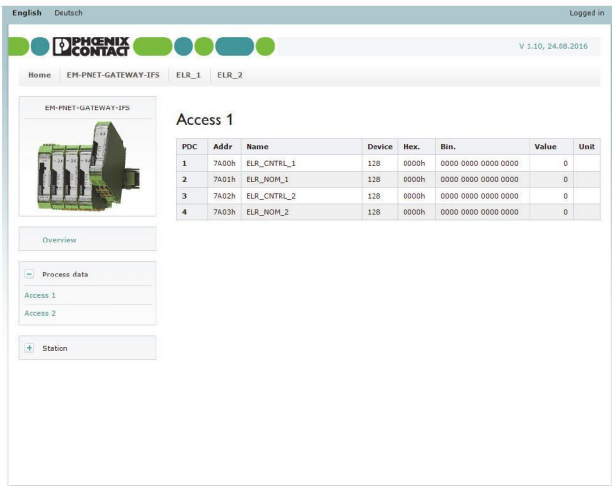 English Deutsch Logged in
PHŒNIX
CONTACT
V 1.10, 24.08.2016
Home EM-PNET-GATEWAY-IFS ELR_1 ELR_2
EM-PNET-GATEWAY-IFS
Access 1
PDC Addr Name Device Hex. Bin. Value Unit
1 7A00h ELR_CNTRL_1 128 0000h 0000 0000 0000 0000 0
2 7A01h ELR_NOM_1 128 0000h 0000 0000 0000 0000 0
3 7A02h ELR_CNTRL_2 128 0000h 0000 0000 0000 0000 0
4 7A03h ELR_NOM_2 128 0000h 0000 0000 0000 0000 0
Overview
Process data
Access 1
Access 2
Station